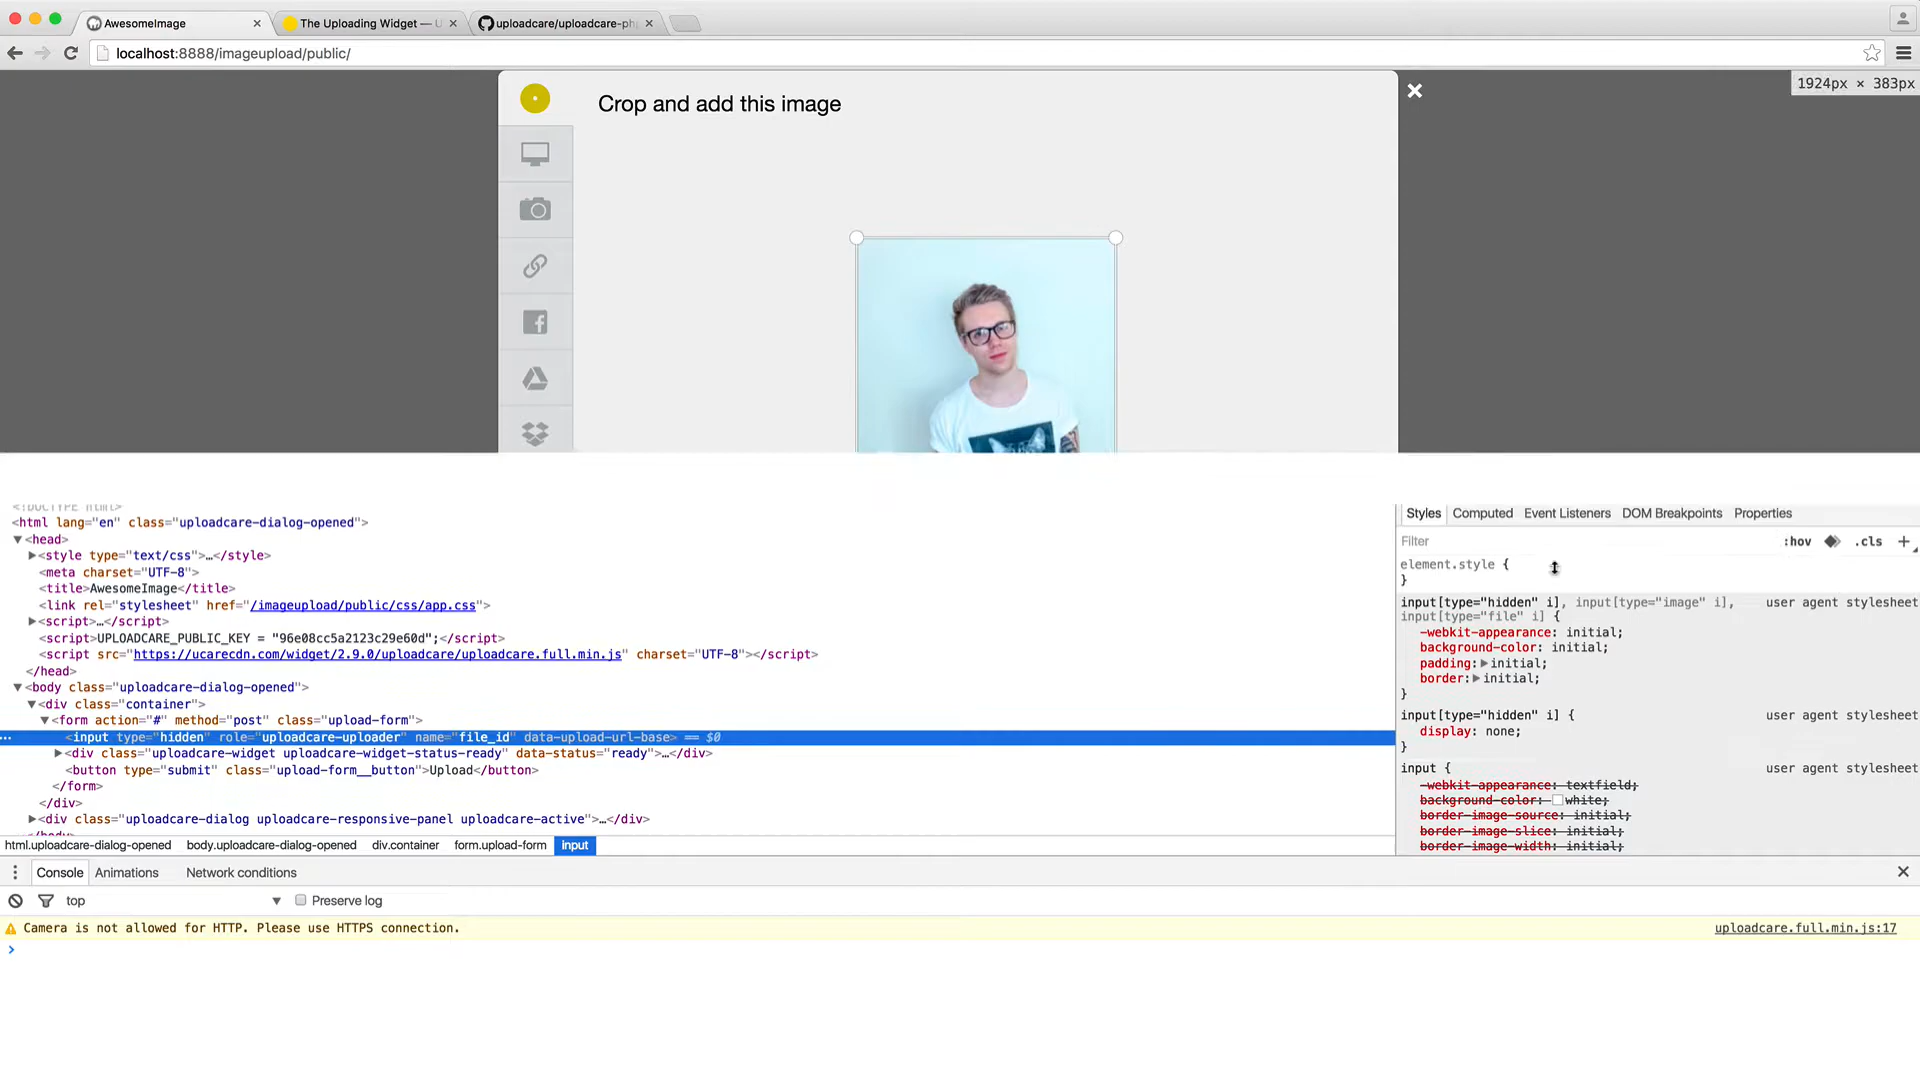 AwesomeImage
The Uploading Widget — U
uploadcare/uploadcare-ph
localhost:8888/imageupload/public/
1924px × 383px
Crop and add this image
<!DOCTYPE html>
<html lang="en" class="uploadcare-dialog-opened">
<head>
<style type="text/css">…</style>
<meta charset="UTF-8">
<title>AwesomeImage</title>
<link rel="stylesheet" href="/imageupload/public/css/app.css">
<script>…</script>
<script>UPLOADCARE_PUBLIC_KEY = "96e08cc5a2123c29e60d";</script>
<script src="https://ucarecdn.com/widget/2.9.0/uploadcare/uploadcare.full.min.js" charset="UTF-8"></script>
</head>
<body class="uploadcare-dialog-opened">
<div class="container">
<form action="#" method="post" class="upload-form">
… <input type="hidden" role="uploadcare-uploader" name="file_id" data-upload-url-base> == $0
<div class="uploadcare-widget uploadcare-widget-status-ready" data-status="ready">…</div>
<button type="submit" class="upload-form__button">Upload</button>
</form>
</div>
<div class="uploadcare-dialog uploadcare-responsive-panel uploadcare-active">…</div>
</body>
html.uploadcare-dialog-opened body.uploadcare-dialog-opened div.container form.upload-form input
Styles Computed Event Listeners DOM Breakpoints Properties
Filter :hov .cls +
element.style {
}
input[type="hidden" i], input[type="image" i], user agent stylesheet
input[type="file" i] {
-webkit-appearance: initial;
background-color: initial;
padding: initial;
border: initial;
}
input[type="hidden" i] { user agent stylesheet
display: none;
}
input { user agent stylesheet
-webkit-appearance: textfield;
background-color: white;
border-image-source: initial;
border-image-slice: initial;
border-image-width: initial;
Console Animations Network conditions
top Preserve log
Camera is not allowed for HTTP. Please use HTTPS connection. uploadcare.full.min.js:17